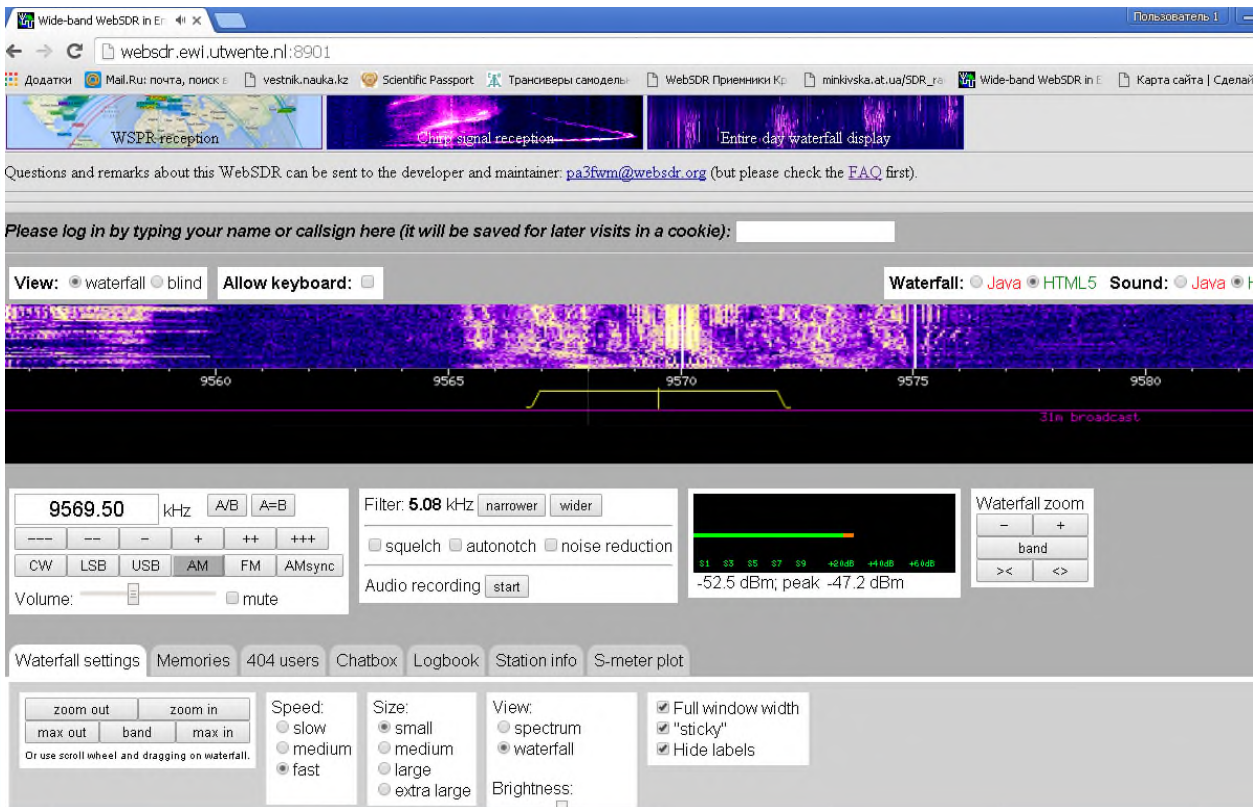 Wide-band WebSDR in En
Пользователь 1
websdr.ewi.utwente.nl:8901
Додатки Mail.Ru: почта, поиск в vestnik.nauka.kz Scientific Passport Трансиверы самодель WebSDR Приемники Кр minkivska.at.ua/SDR_ra Wide-band WebSDR in E Карта сайта | Сделай
WSPR reception Chirp signal reception Entire day waterfall display
Questions and remarks about this WebSDR can be sent to the developer and maintainer: pa3fwm@websdr.org (but please check the FAQ first).
Please log in by typing your name or callsign here (it will be saved for later visits in a cookie):
View: waterfall blind Allow keyboard: Waterfall: Java HTML5 Sound: Java H
9560 9565 9570 9575 9580
31m broadcast
9569.50 kHz A/B A=B
--- -- - + ++ +++
CW LSB USB AM FM AMsync
Volume: mute
Filter: 5.08 kHz narrower wider
squelch autonotch noise reduction
Audio recording start
S1 S3 S5 S7 S9 +20dB +40dB +60dB
-52.5 dBm; peak -47.2 dBm
Waterfall zoom
- +
band
>< <>
Waterfall settings Memories 404 users Chatbox Logbook Station info S-meter plot
zoom out zoom in
max out band max in
Or use scroll wheel and dragging on waterfall.
Speed:
slow
medium
fast
Size:
small
medium
large
extra large
View:
spectrum
waterfall
Brightness:
Full window width
"sticky"
Hide labels